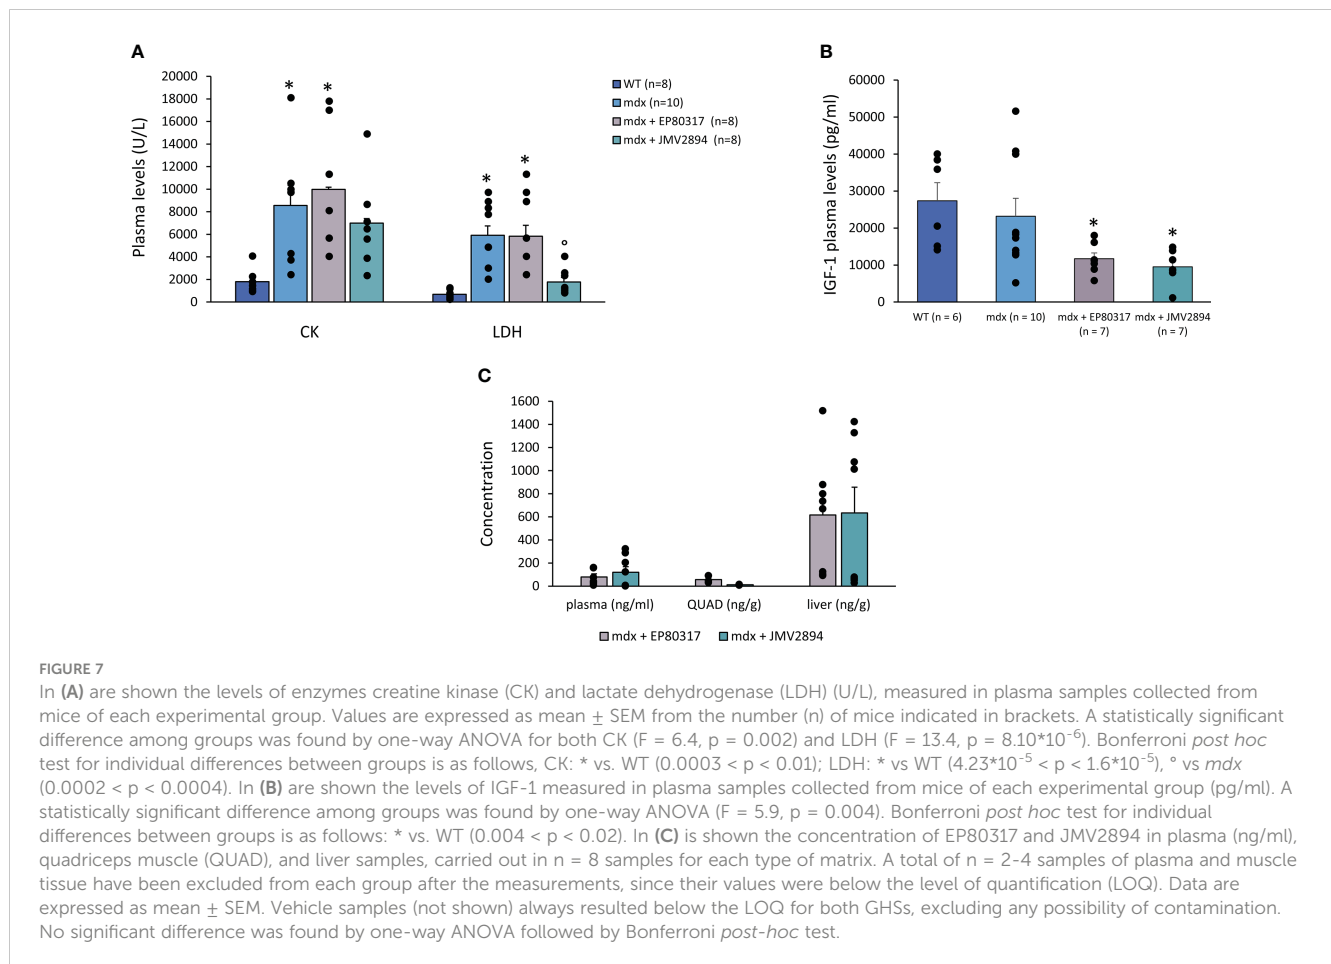 A
Plasma levels (U/L)
20000
18000
16000
14000
12000
10000
8000
6000
4000
2000
0
* *
* *
°
CK LDH
WT (n=8)
mdx (n=10)
mdx + EP80317 (n=8)
mdx + JMV2894 (n=8)
B
IGF-1 plasma levels (pg/ml)
60000
50000
40000
30000
20000
10000
0
* *
WT (n = 6) mdx (n = 10) mdx + EP80317 mdx + JMV2894
(n = 7) (n = 7)
C
Concentration
1600
1400
1200
1000
800
600
400
200
0
plasma (ng/ml) QUAD (ng/g) liver (ng/g)
mdx + EP80317 mdx + JMV2894
FIGURE 7
In (A) are shown the levels of enzymes creatine kinase (CK) and lactate dehydrogenase (LDH) (U/L), measured in plasma samples collected from
mice of each experimental group. Values are expressed as mean ± SEM from the number (n) of mice indicated in brackets. A statistically significant
difference among groups was found by one-way ANOVA for both CK (F = 6.4, p = 0.002) and LDH (F = 13.4, p = 8.10*10⁻⁶). Bonferroni post hoc
test for individual differences between groups is as follows, CK: * vs. WT (0.0003 < p < 0.01); LDH: * vs WT (4.23*10⁻⁵ < p < 1.6*10⁻⁵), ° vs mdx
(0.0002 < p < 0.0004). In (B) are shown the levels of IGF-1 measured in plasma samples collected from mice of each experimental group (pg/ml). A
statistically significant difference among groups was found by one-way ANOVA (F = 5.9, p = 0.004). Bonferroni post hoc test for individual
differences between groups is as follows: * vs. WT (0.004 < p < 0.02). In (C) is shown the concentration of EP80317 and JMV2894 in plasma (ng/ml),
quadriceps muscle (QUAD), and liver samples, carried out in n = 8 samples for each type of matrix. A total of n = 2-4 samples of plasma and muscle
tissue have been excluded from each group after the measurements, since their values were below the level of quantification (LOQ). Data are
expressed as mean ± SEM. Vehicle samples (not shown) always resulted below the LOQ for both GHSs, excluding any possibility of contamination.
No significant difference was found by one-way ANOVA followed by Bonferroni post-hoc test.